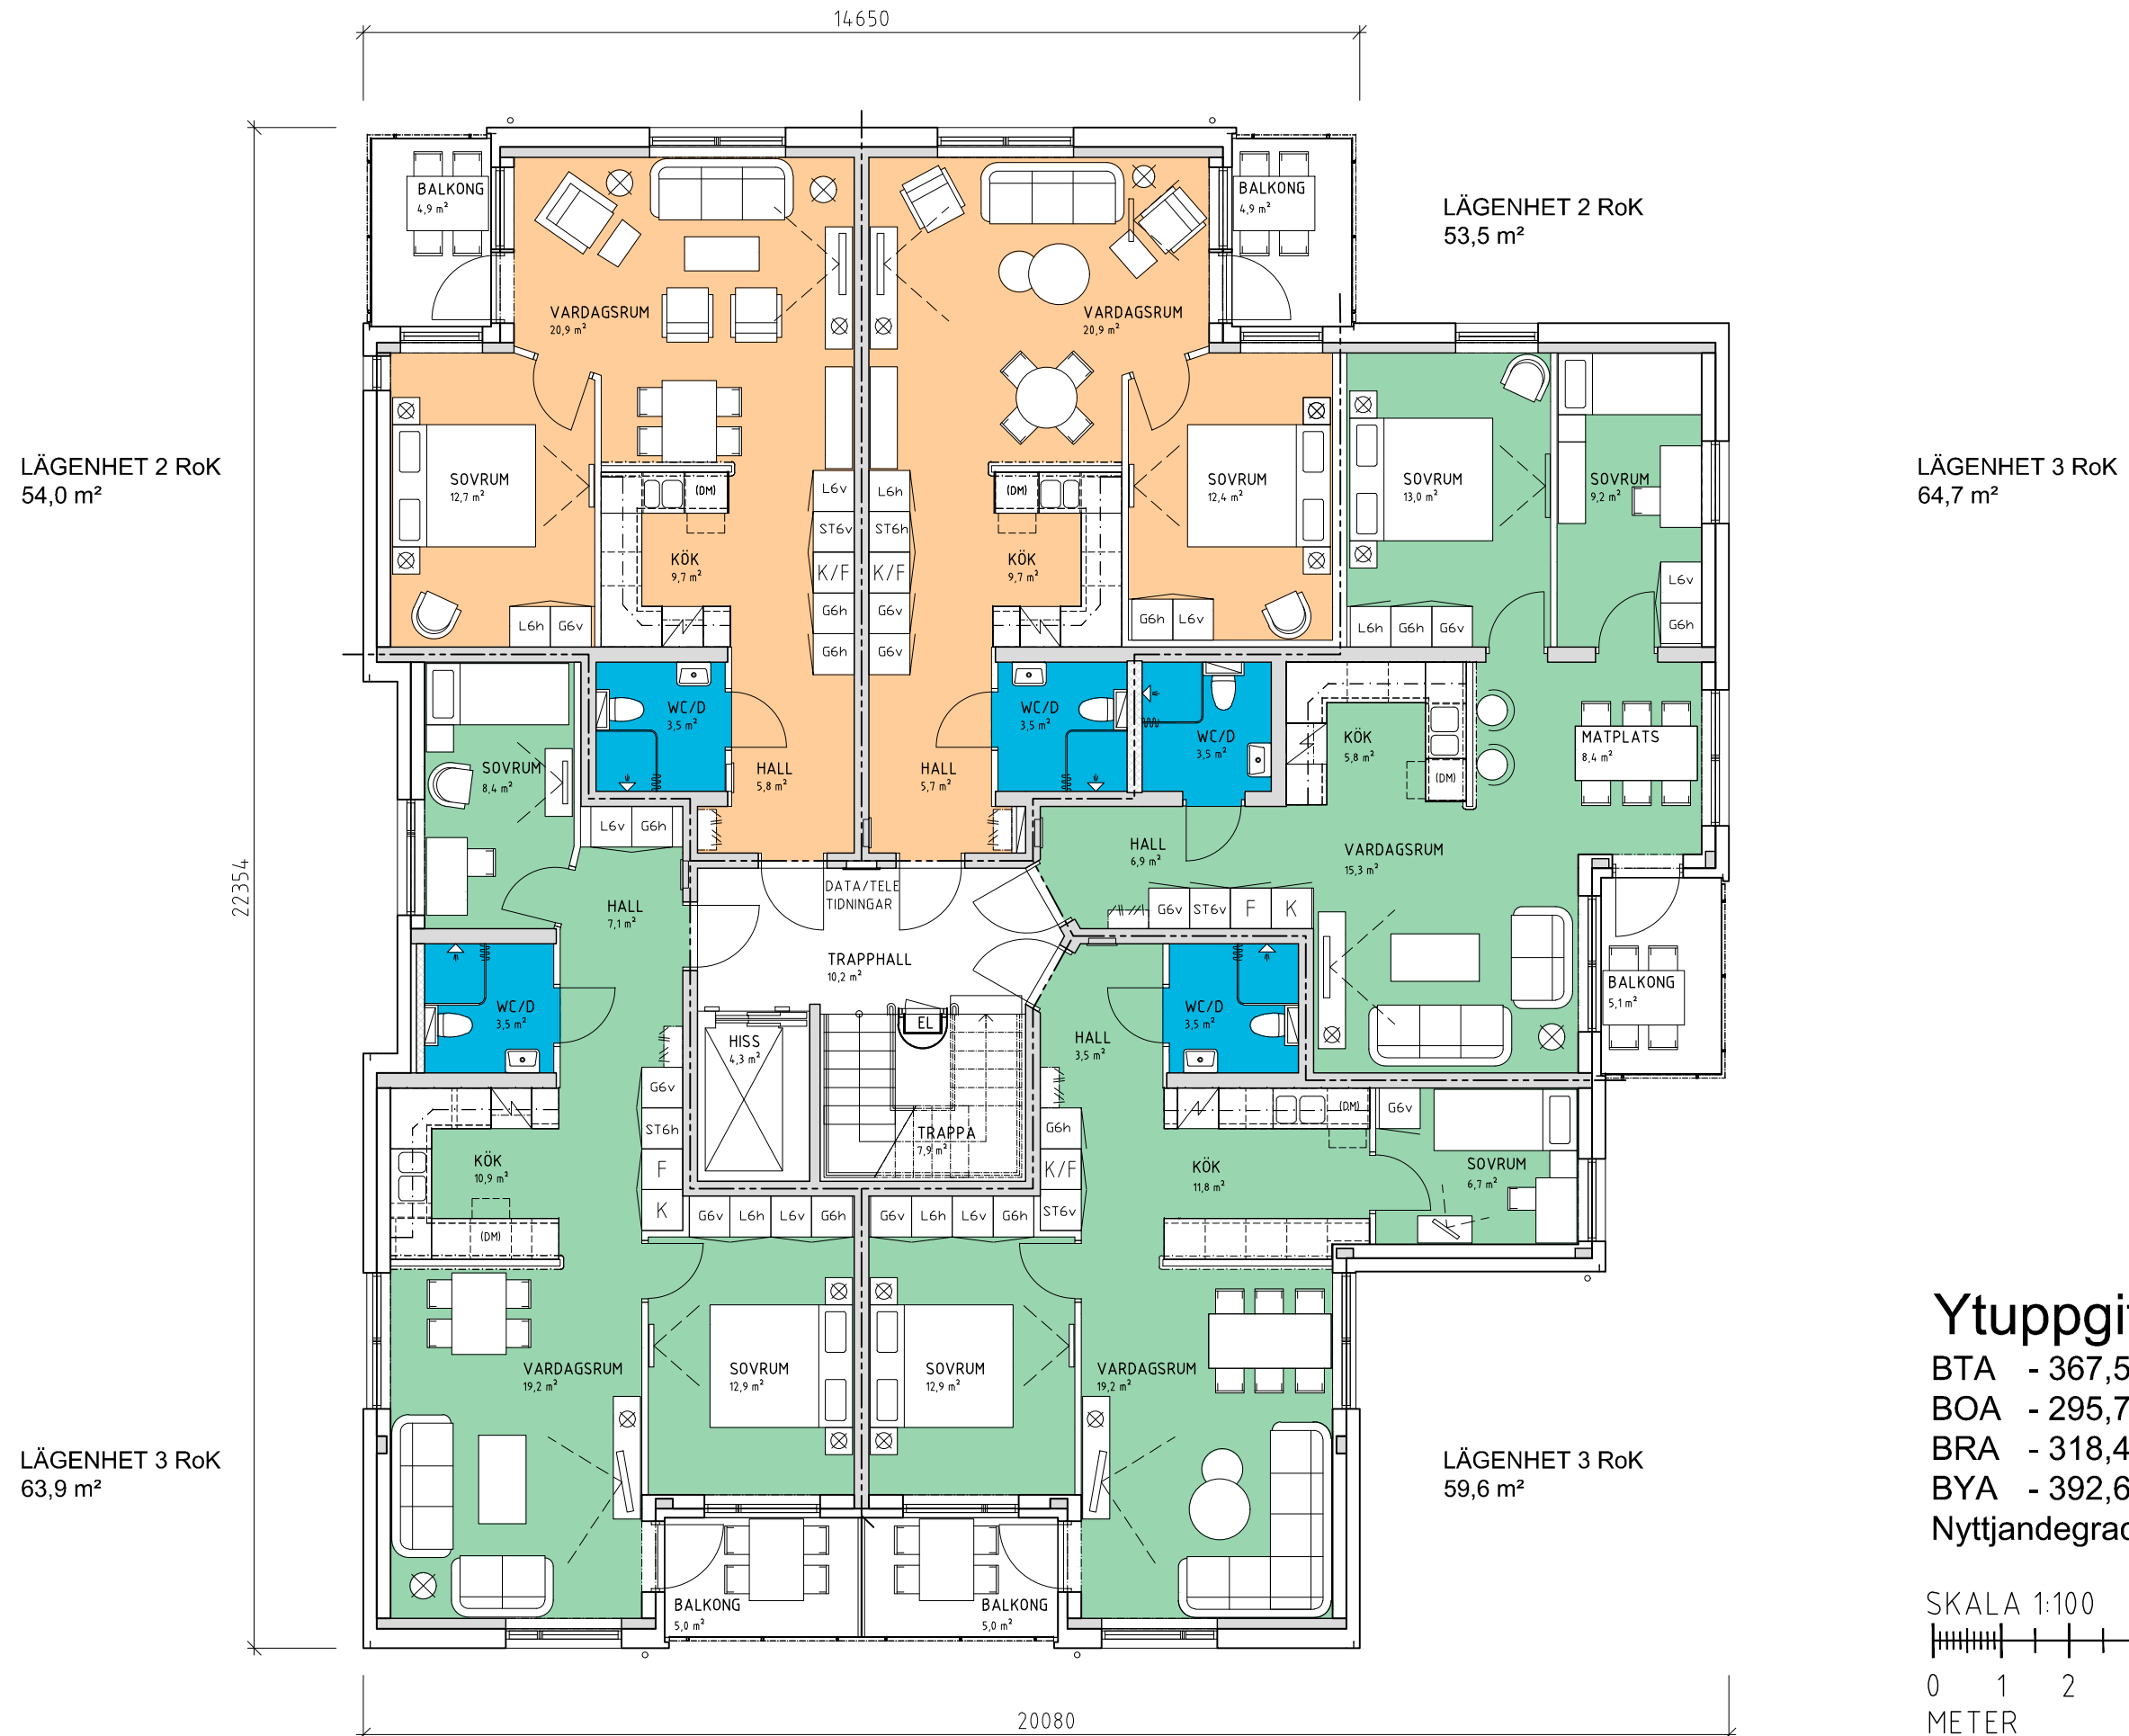 14650
BALKONG
4,9 m²
BALKONG
4,9 m²
LÄGENHET 2 RoK
53,5 m²
VARDAGSRUM
20,9 m²
VARDAGSRUM
20,9 m²
LÄGENHET 2 RoK
54,0 m²
LÄGENHET 3 RoK
64,7 m²
SOVRUM
12,7 m²
(DM)
L6v
L6h
(DM)
SOVRUM
12,4 m²
SOVRUM
13,0 m²
SOVRUM
9,2 m²
ST6v
ST6h
KÖK
9,7 m²
K/F
K/F
KÖK
9,7 m²
L6v
G6h
G6h
G6v
L6h
G6v
G6h
G6v
G6h
L6v
L6h
G6h
G6v
WC/D
3,5 m²
WC/D
3,5 m²
WC/D
3,5 m²
KÖK
5,8 m²
(DM)
MATPLATS
8,4 m²
SOVRUM
8,4 m²
HALL
5,8 m²
HALL
5,7 m²
L6v
G6h
HALL
6,9 m²
VARDAGSRUM
15,3 m²
22354
DATA/TELE
TIDNINGAR
HALL
7,1 m²
G6v
ST6v
F
K
TRAPPHALL
10,2 m²
BALKONG
5,1 m²
WC/D
3,5 m²
HISS
4,3 m²
EL
HALL
3,5 m²
WC/D
3,5 m²
G6v
ST6h
F
K
TRAPPA
7,9 m²
G6h
K/F
ST6v
(DM)
G6v
KÖK
10,9 m²
(DM)
KÖK
11,8 m²
SOVRUM
6,7 m²
G6v
L6h
L6v
G6h
G6v
L6h
L6v
G6h
VARDAGSRUM
19,2 m²
SOVRUM
12,9 m²
SOVRUM
12,9 m²
VARDAGSRUM
19,2 m²
LÄGENHET 3 RoK
63,9 m²
LÄGENHET 3 RoK
59,6 m²
BALKONG
5,0 m²
BALKONG
5,0 m²
20080
BTA - 367,5
BOA - 295,7
BRA - 318,4
BYA - 392,6
SKALA 1:100
0 1 2
METER